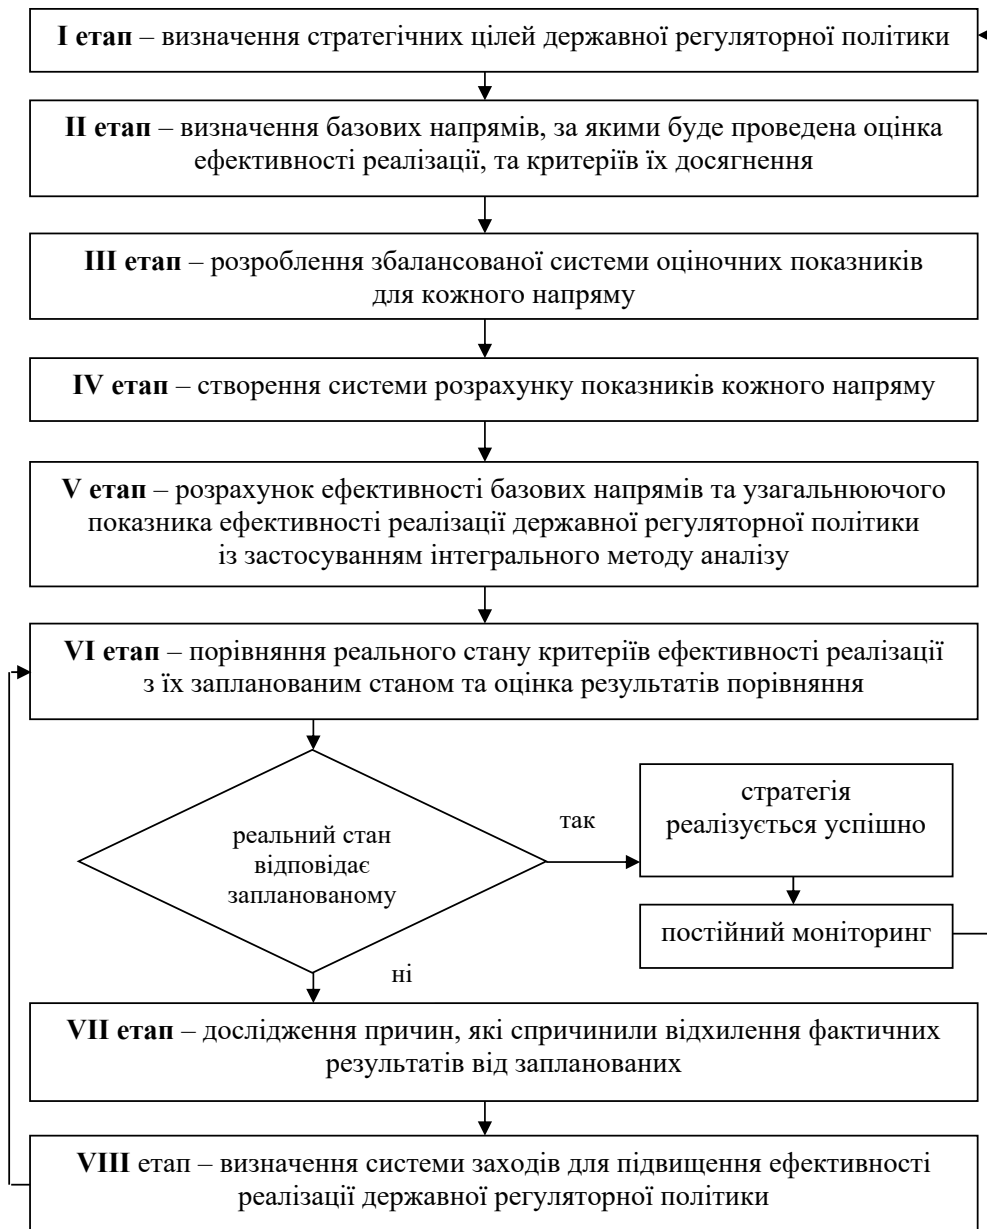 I етап – визначення стратегічних цілей державної регуляторної політики
II етап – визначення базових напрямів, за якими буде проведена оцінка
ефективності реалізації, та критеріїв їх досягнення
III етап – розроблення збалансованої системи оціночних показників
для кожного напряму
IV етап – створення системи розрахунку показників кожного напряму
V етап – розрахунок ефективності базових напрямів та узагальнюючого
показника ефективності реалізації державної регуляторної політики
із застосуванням інтегрального методу аналізу
VI етап – порівняння реального стану критеріїв ефективності реалізації
з їх запланованим станом та оцінка результатів порівняння
реальний стан
відповідає
запланованому
так
стратегія
реалізується успішно
постійний моніторинг
ні
VII етап – дослідження причин, які спричинили відхилення фактичних
результатів від запланованих
VIII етап – визначення системи заходів для підвищення ефективності
реалізації державної регуляторної політики